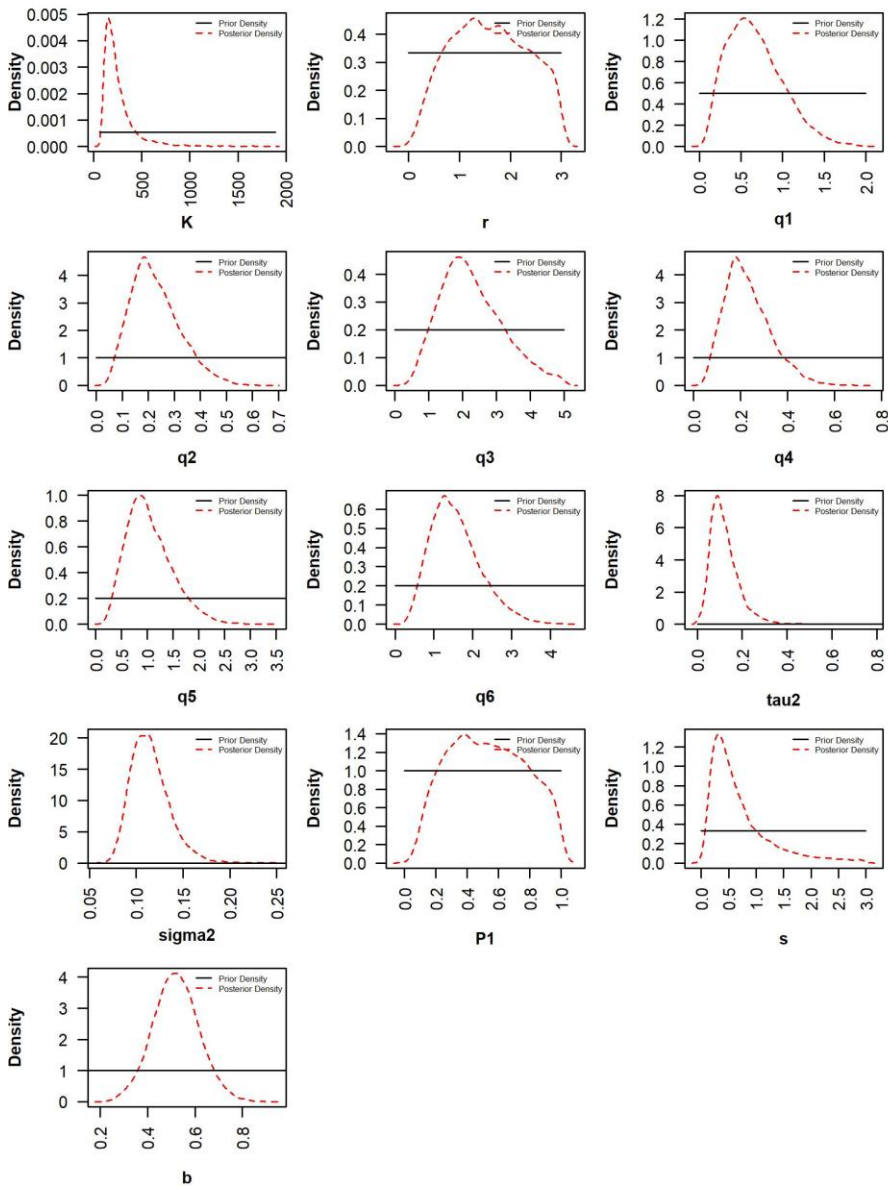 Density
0.005
0.004
0.003
0.002
0.001
0.000
Prior Density
Posterior Density
0
500
1000
1500
2000
K
Density
0.4
0.3
0.2
0.1
0.0
Prior Density
Posterior Density
0
1
2
3
r
Density
1.2
1.0
0.8
0.6
0.4
0.2
0.0
Prior Density
Posterior Density
0.0
0.5
1.0
1.5
2.0
q1
Density
4
3
2
1
0
Prior Density
Posterior Density
0.0
0.1
0.2
0.3
0.4
0.5
0.6
0.7
q2
Density
0.4
0.3
0.2
0.1
0.0
Prior Density
Posterior Density
0
1
2
3
4
5
q3
Density
4
3
2
1
0
Prior Density
Posterior Density
0.0
0.2
0.4
0.6
0.8
q4
Density
1.0
0.8
0.6
0.4
0.2
0.0
Prior Density
Posterior Density
0.0
0.5
1.0
1.5
2.0
2.5
3.0
3.5
q5
Density
0.6
0.5
0.4
0.3
0.2
0.1
0.0
Prior Density
Posterior Density
0
1
2
3
4
q6
Density
8
6
4
2
0
Prior Density
Posterior Density
0.0
0.2
0.4
0.6
0.8
tau2
Density
20
15
10
5
0
Prior Density
Posterior Density
0.05
0.10
0.15
0.20
0.25
sigma2
Density
1.4
1.2
1.0
0.8
0.6
0.4
0.2
0.0
Prior Density
Posterior Density
0.0
0.2
0.4
0.6
0.8
1.0
P1
Density
1.2
1.0
0.8
0.6
0.4
0.2
0.0
Prior Density
Posterior Density
0.0
0.5
1.0
1.5
2.0
2.5
3.0
s
Density
4
3
2
1
0
Prior Density
Posterior Density
0.2
0.4
0.6
0.8
b